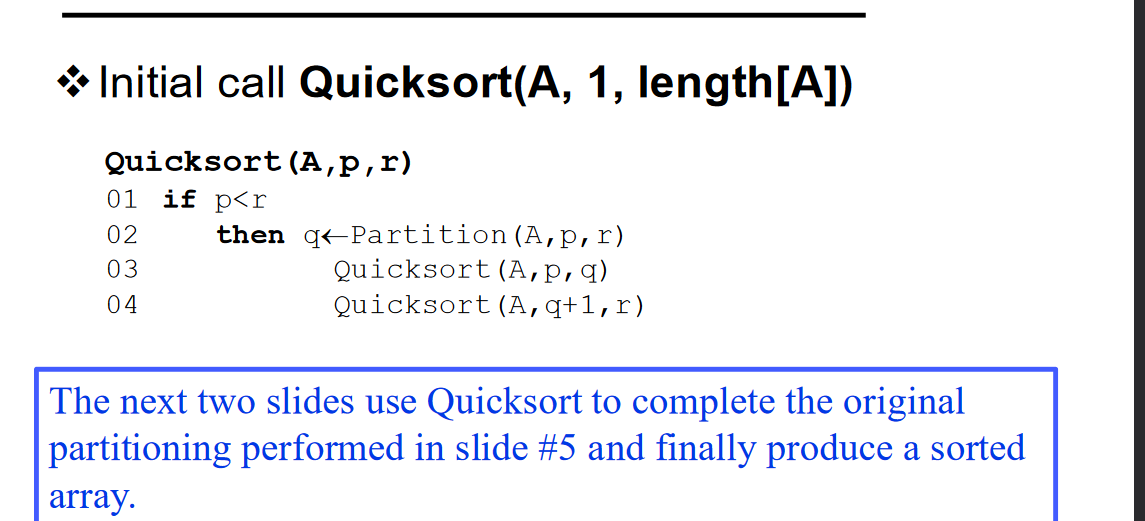 ❖Initial call Quicksort(A, 1, length[A])
Quicksort(A,p,r)
01 if p<r
02 then q←Partition(A,p,r)
03 Quicksort(A,p,q)
04 Quicksort(A,q+1,r)
The next two slides use Quicksort to complete the original
partitioning performed in slide #5 and finally produce a sorted
array.